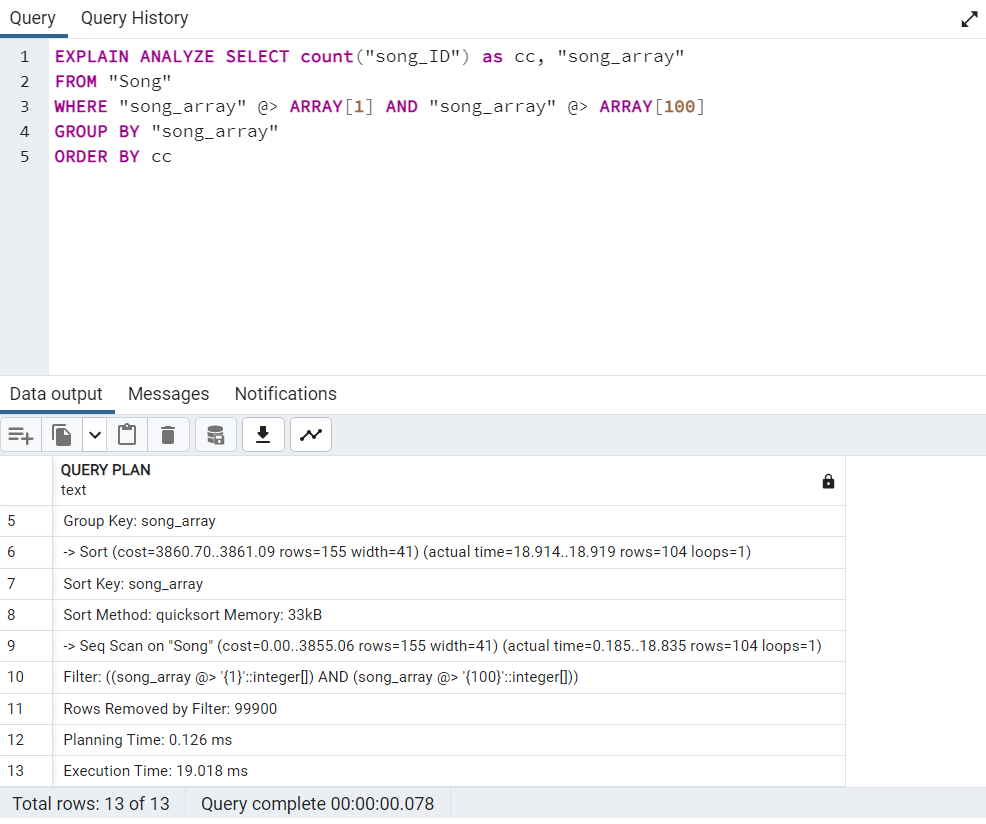 Query Query History
1 EXPLAIN ANALYZE SELECT count("song_ID") as cc, "song_array"
2 FROM "Song"
3 WHERE "song_array" @> ARRAY[1] AND "song_array" @> ARRAY[100]
4 GROUP BY "song_array"
5 ORDER BY cc
Data output Messages Notifications
QUERY PLAN
text
5 Group Key: song_array
6 -> Sort (cost=3860.70..3861.09 rows=155 width=41) (actual time=18.914..18.919 rows=104 loops=1)
7 Sort Key: song_array
8 Sort Method: quicksort Memory: 33kB
9 -> Seq Scan on "Song" (cost=0.00..3855.06 rows=155 width=41) (actual time=0.185..18.835 rows=104 loops=1)
10 Filter: ((song_array @> '{1}'::integer[]) AND (song_array @> '{100}'::integer[]))
11 Rows Removed by Filter: 99900
12 Planning Time: 0.126 ms
13 Execution Time: 19.018 ms
Total rows: 13 of 13 Query complete 00:00:00.078